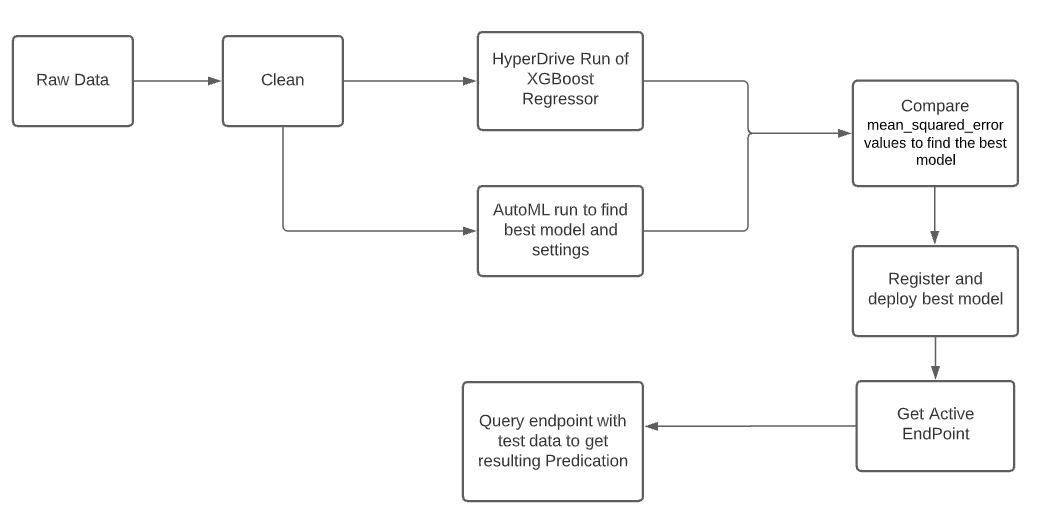 Raw Data
Clean
HyperDrive Run of
XGBoost
Regressor
AutoML run to find
best model and
settings
Compare
mean_squared_error
values to find the best
model
Register and
deploy best model
Get Active
EndPoint
Query endpoint with
test data to get
resulting Predication